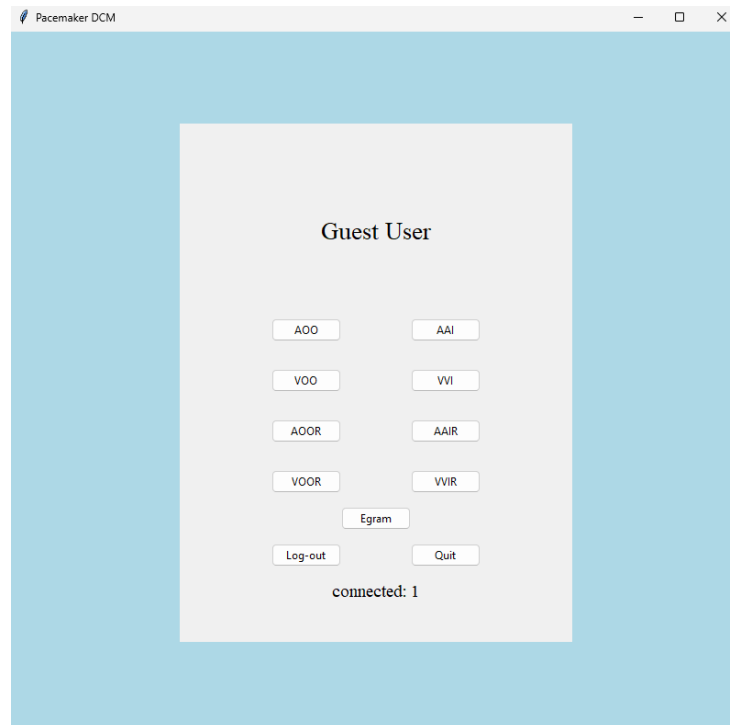 Pacemaker DCM
Guest User
AOO AAI
VOO VVI
AOOR AAIR
VOOR VVIR
Egram
Log-out Quit
connected: 1